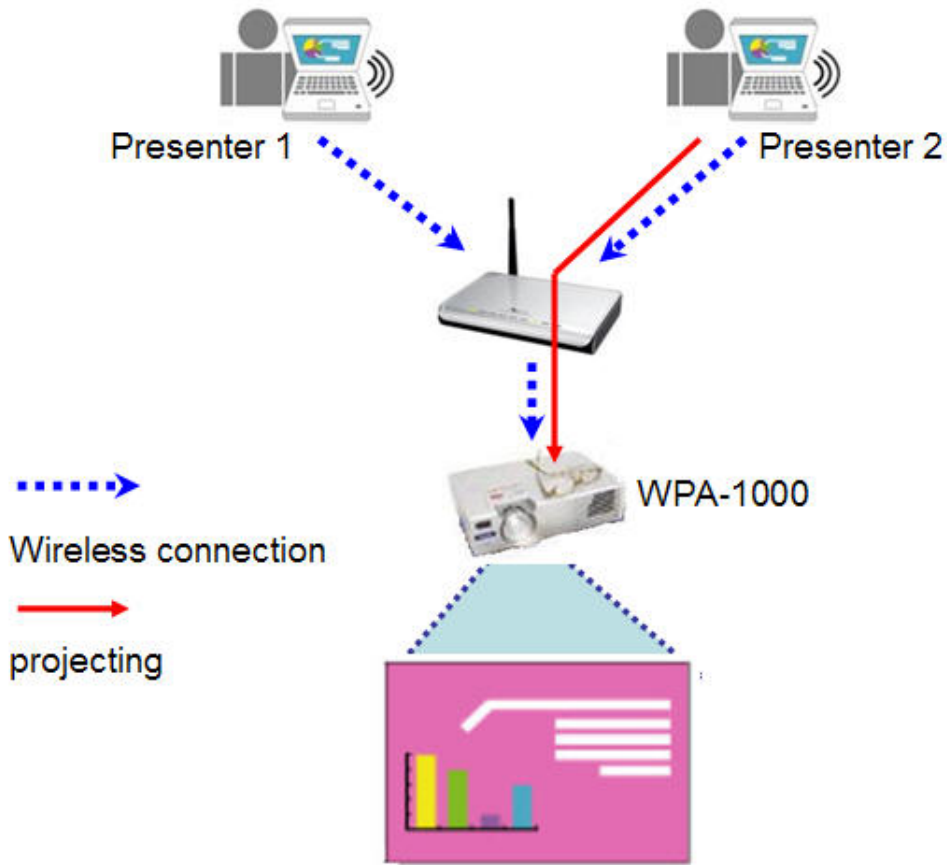 Presenter 1
Presenter 2
WPA-1000
Wireless connection
projecting